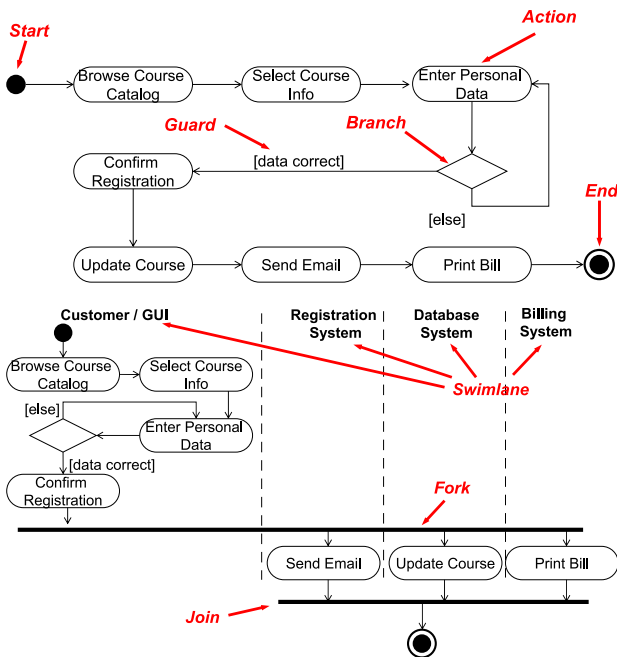 Start
Action
Browse Course
Catalog
Select Course
Info
Enter Personal
Data
Guard
Branch
Confirm
Registration
[data correct]
[else]
End
Update Course
Send Email
Print Bill
Customer / GUI
Registration
System
Database
System
Billing
System
Browse Course
Catalog
Select Course
Info
Swimlane
[else]
Enter Personal
Data
[data correct]
Confirm
Registration
Fork
Send Email
Update Course
Print Bill
Join